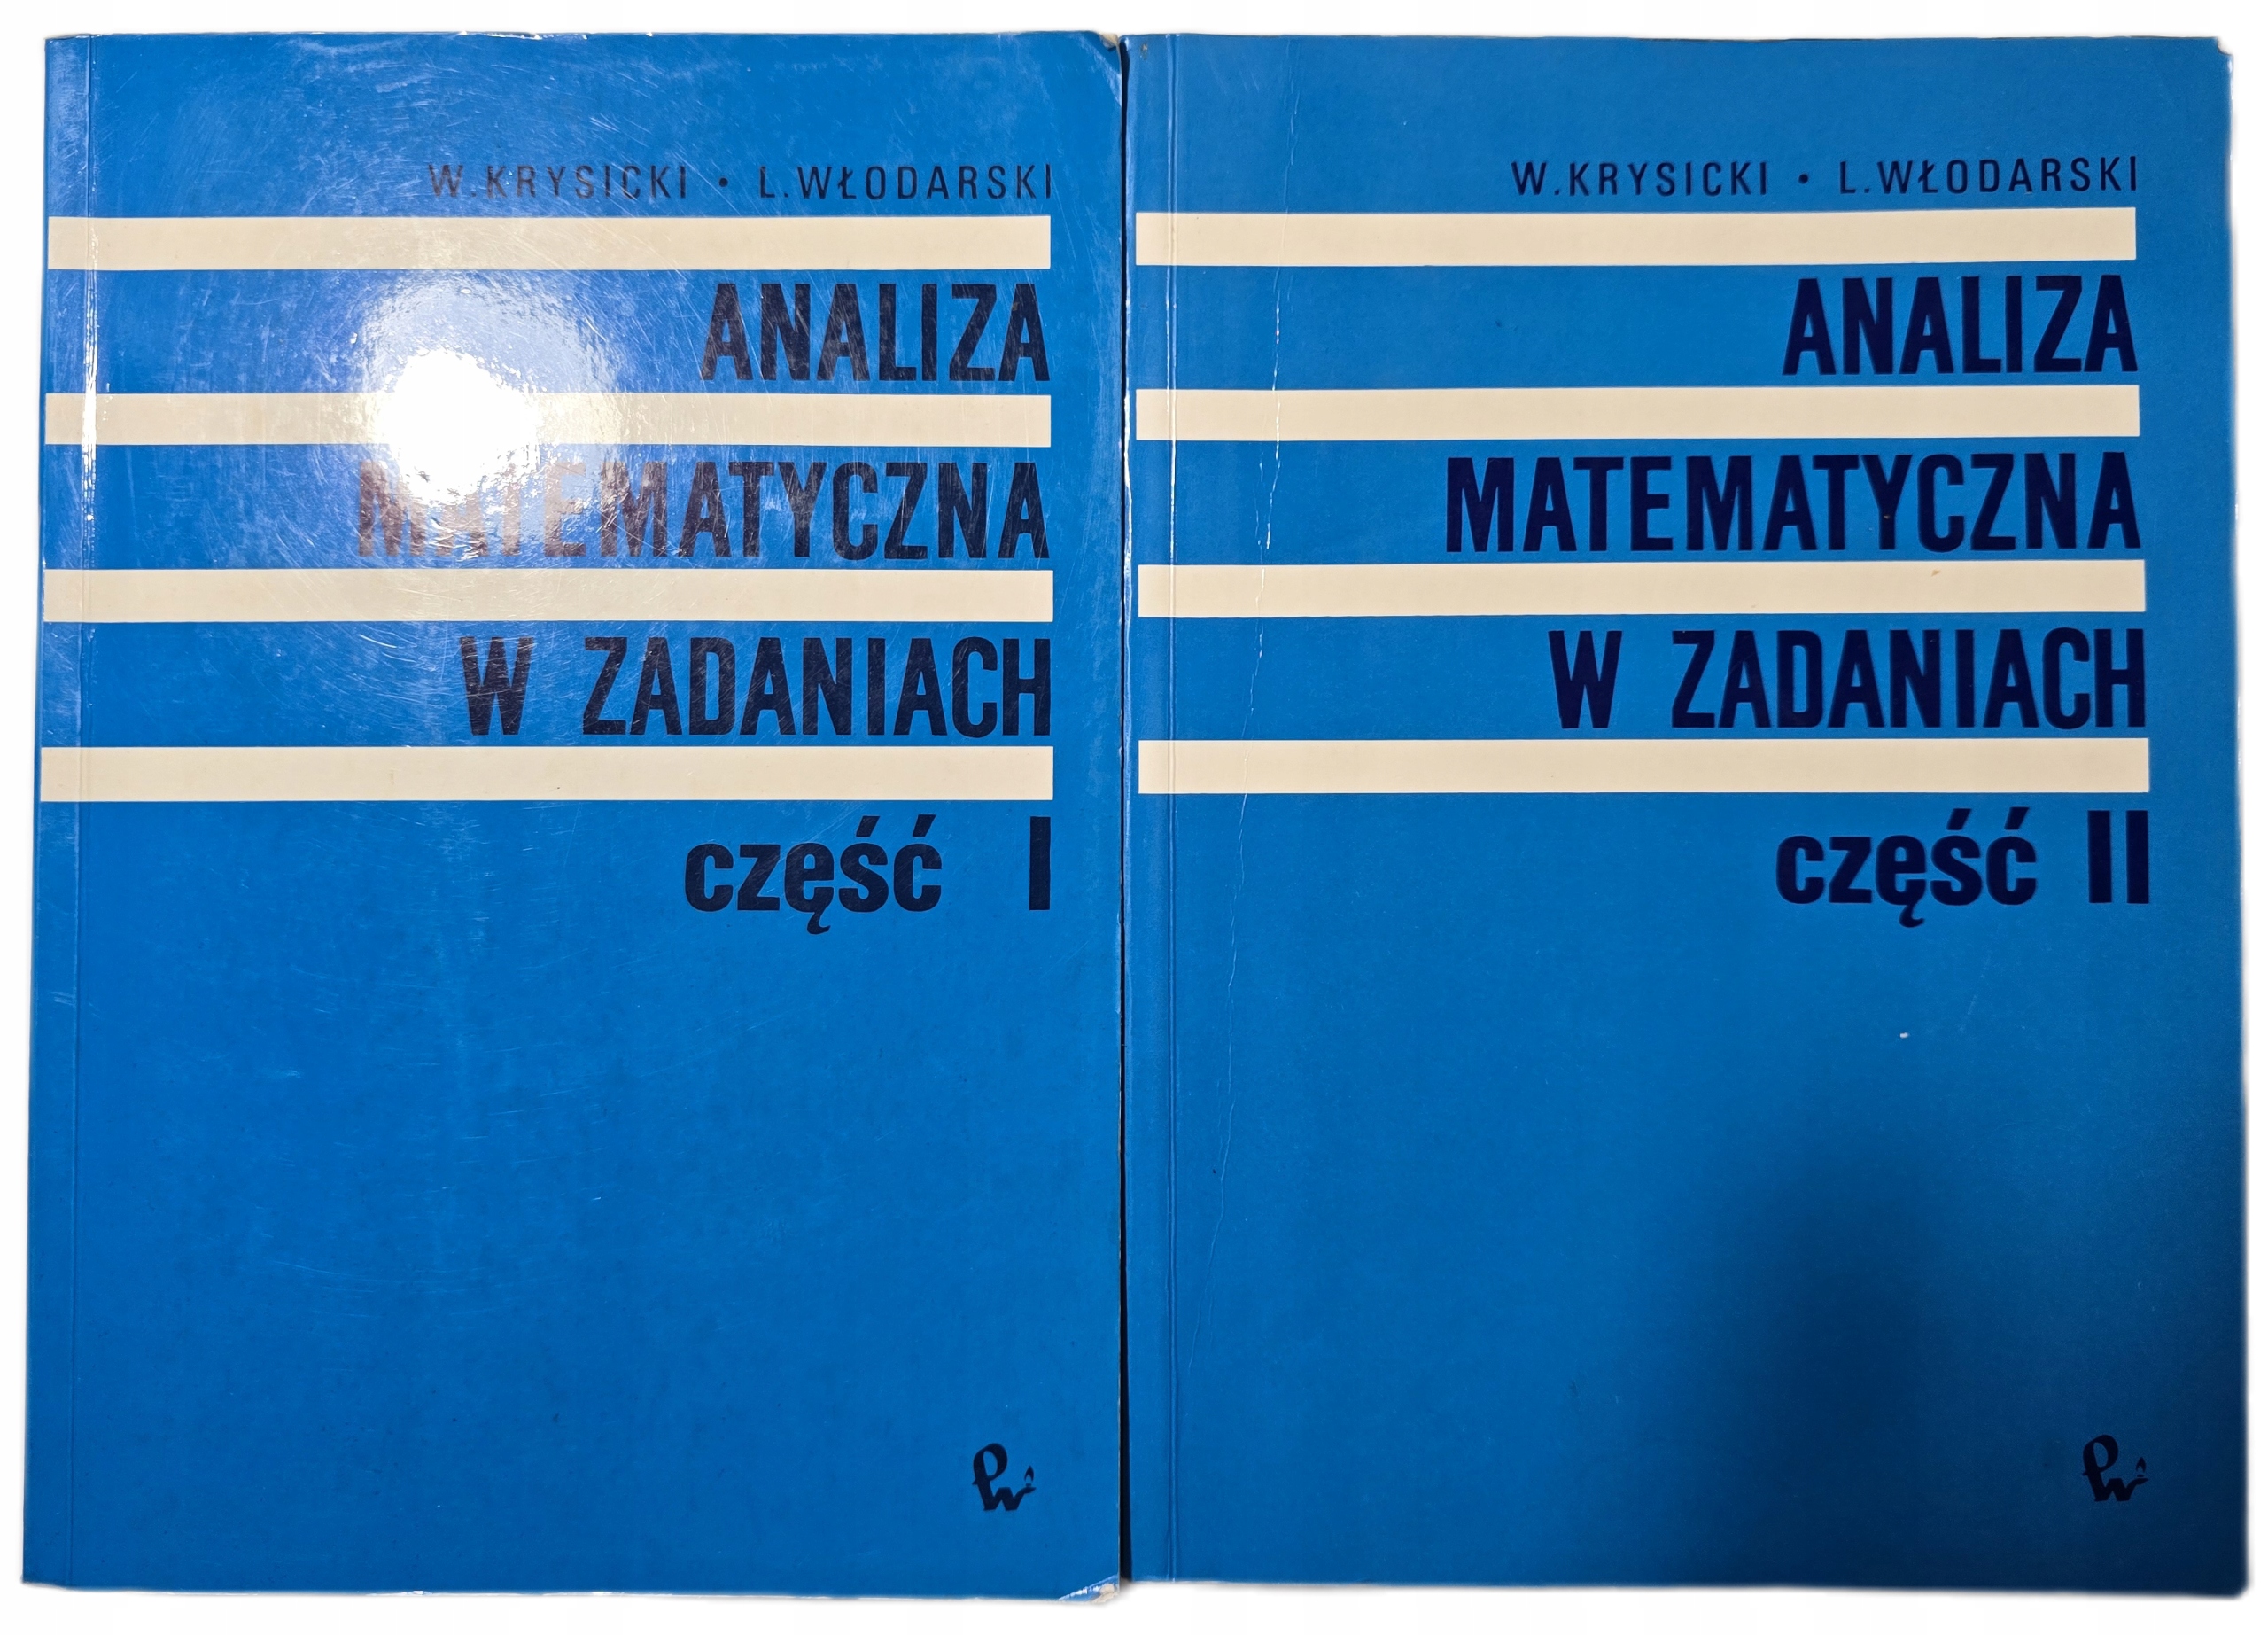 W.KRYSICKI • L.WŁODARSKI
ANALIZA
MATEMATYCZNA
W ZADANIACH
część I
W.KRYSICKI • L.WŁODARSKI
ANALIZA
MATEMATYCZNA
W ZADANIACH
część II